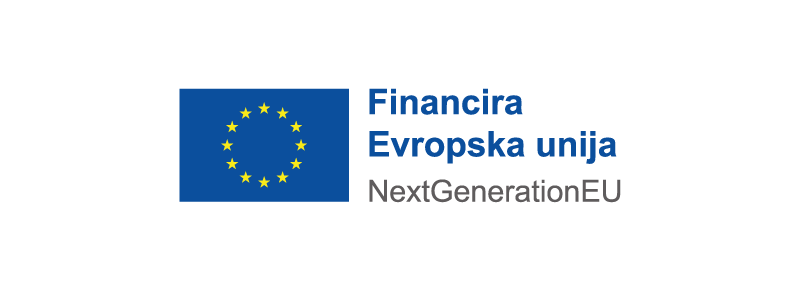 Financira
Evropska unija
NextGenerationEU